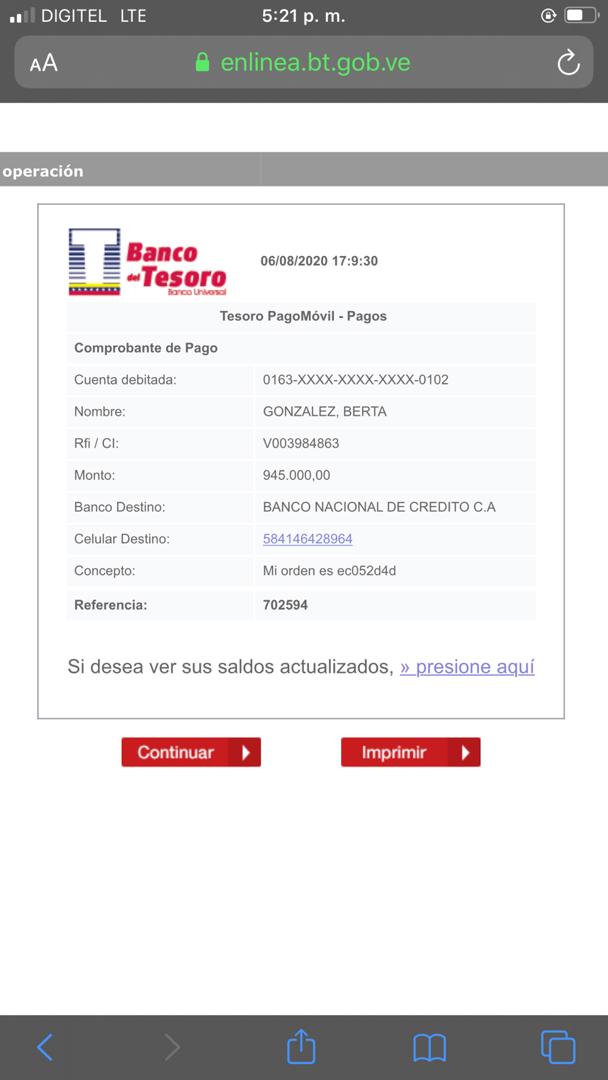 DIGITEL LTE 5:21 p. m.
AA enlinea.bt.gob.ve
operación
Banco
del Tesoro
Banco Universal
06/08/2020 17:9:30
Tesoro PagoMóvil - Pagos
Comprobante de Pago
Cuenta debitada: 0163-XXXX-XXXX-XXXX-0102
Nombre: GONZALEZ, BERTA
Rfi / CI: V003984863
Monto: 945.000,00
Banco Destino: BANCO NACIONAL DE CREDITO C.A
Celular Destino: 584146428964
Concepto: Mi orden es ec052d4d
Referencia: 702594
Si desea ver sus saldos actualizados, » presione aquí
Continuar Imprimir